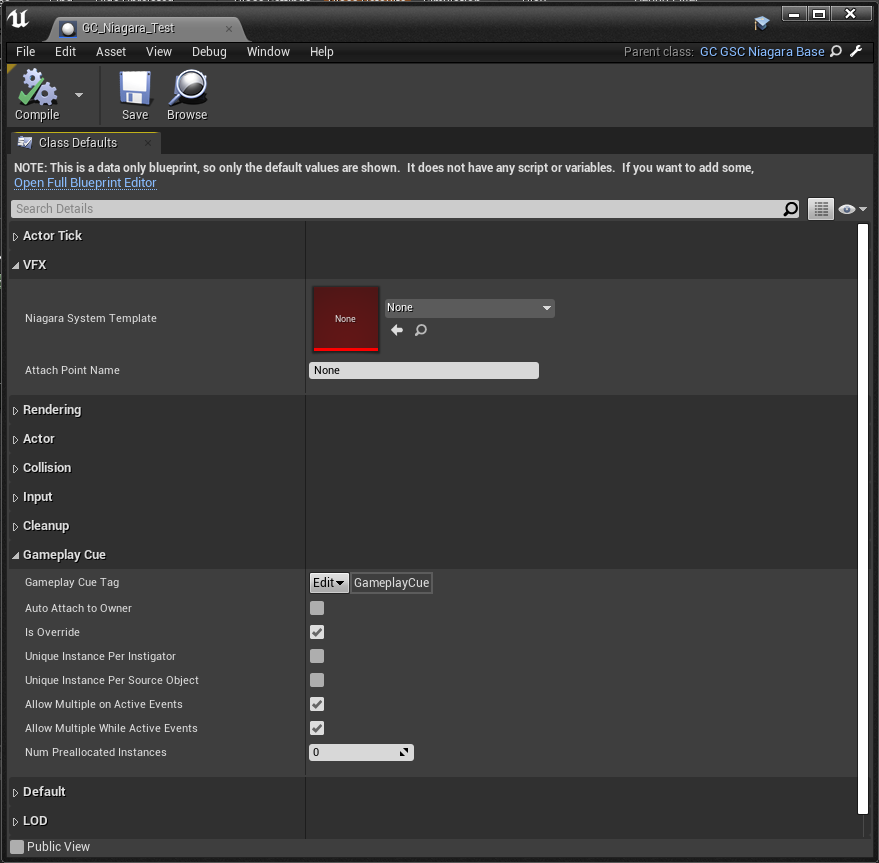 GC_Niagara_Test
File Edit Asset View Debug Window Help Parent class: GC GSC Niagara Base
Compile Save Browse
Class Defaults
NOTE: This is a data only blueprint, so only the default values are shown. It does not have any script or variables. If you want to add some,
Open Full Blueprint Editor
Search Details
Actor Tick
VFX
Niagara System Template None None
Attach Point Name None
Rendering
Actor
Collision
Input
Cleanup
Gameplay Cue
Gameplay Cue Tag Edit GameplayCue
Auto Attach to Owner
Is Override
Unique Instance Per Instigator
Unique Instance Per Source Object
Allow Multiple on Active Events
Allow Multiple While Active Events
Num Preallocated Instances 0
Default
LOD
Public View